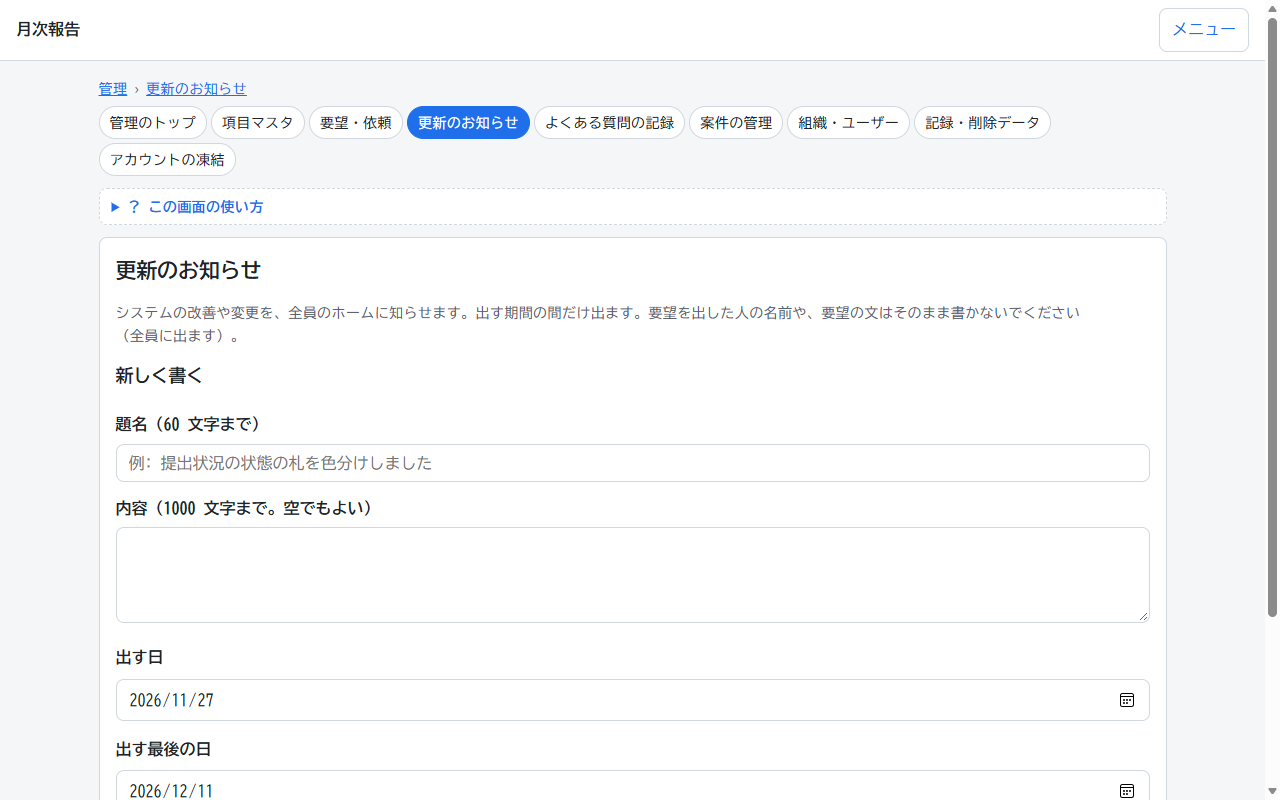 月次報告
メニュー
管理 › 更新のお知らせ
管理のトップ 項目マスタ 要望・依頼 更新のお知らせ よくある質問の記録 案件の管理 組織・ユーザー 記録・削除データ
アカウントの凍結
▶ ? この画面の使い方
更新のお知らせ
システムの改善や変更を、全員のホームに知らせます。出す期間の間だけ出ます。要望を出した人の名前や、要望の文はそのまま書かないでください
（全員に出ます）。
新しく書く
題名（60 文字まで）
例: 提出状況の状態の札を色分けしました
内容（1000 文字まで。空でもよい）
出す日
2026/11/27
出す最後の日
2026/12/11